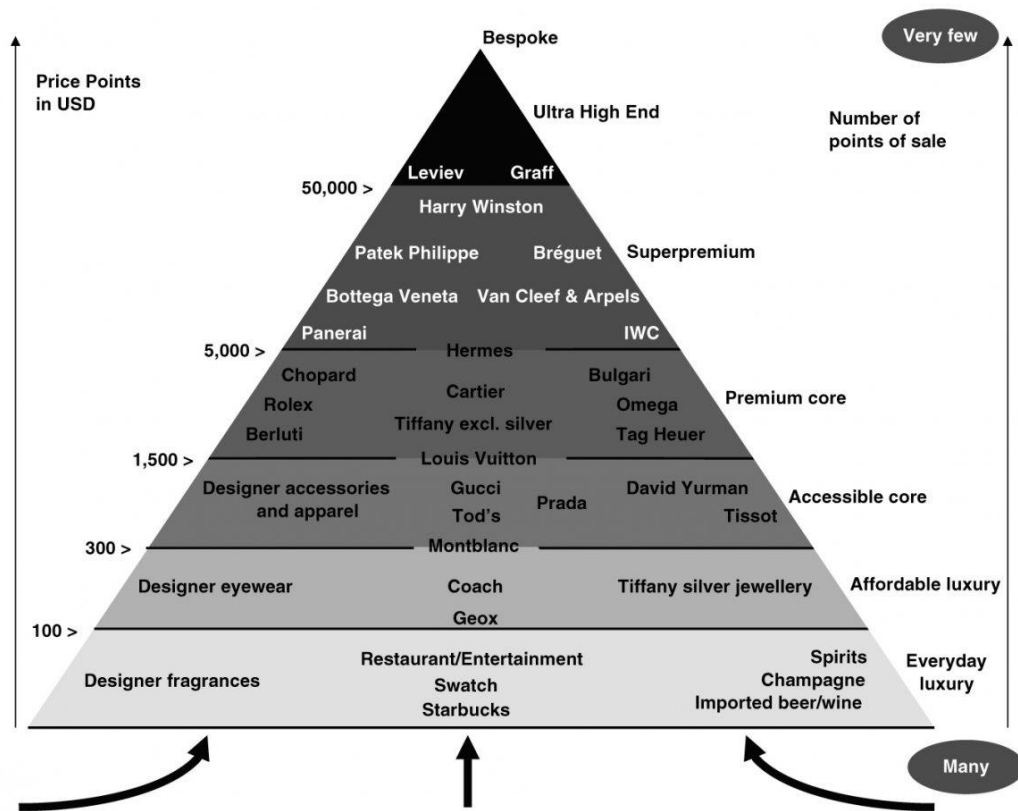 Bespoke
Very few
Price Points
in USD
Ultra High End
Number of
points of sale
Leviev Graff
50,000 >
Harry Winston
Patek Philippe Bréguet Superpremium
Bottega Veneta Van Cleef & Arpels
Panerai IWC
5,000 > Hermes
Chopard Bulgari
Cartier Premium core
Rolex Omega
Tiffany excl. silver
Berluti Tag Heuer
1,500 > Louis Vuitton
Designer accessories
and apparel
Gucci David Yurman
Prada Accessible core
Tod's Tissot
300 > Montblanc
Designer eyewear Coach Tiffany silver jewellery Affordable luxury
Geox
100 >
Restaurant/Entertainment Spirits
Everyday
luxury
Designer fragrances Champagne
Swatch
Imported beer/wine
Starbucks
Many